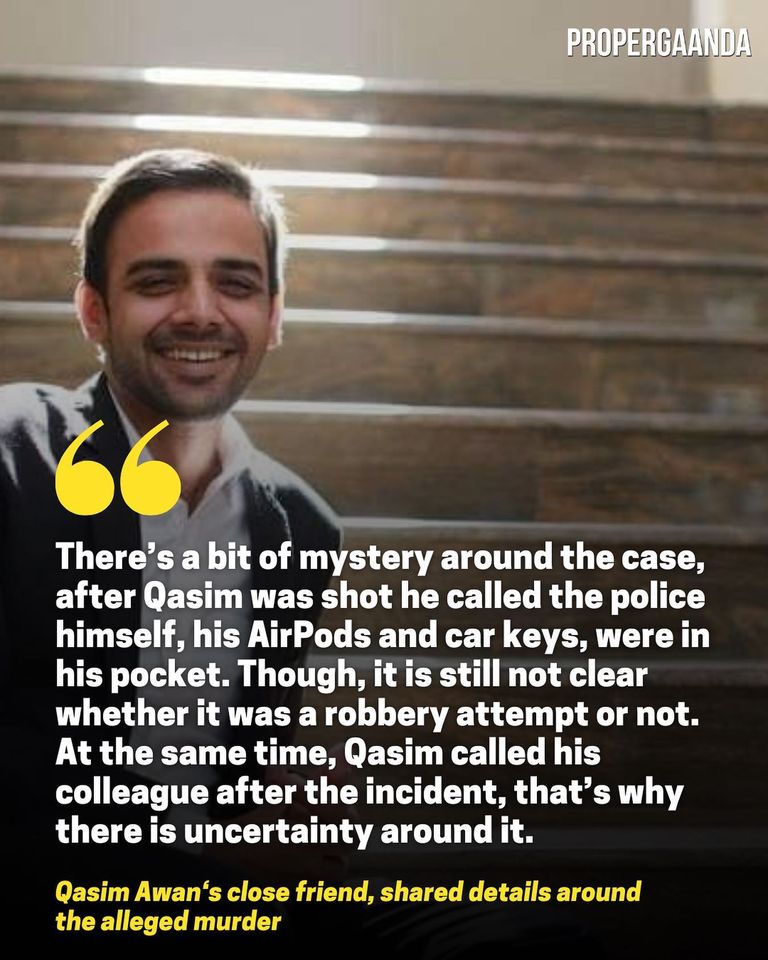 PROPERGAANDA
“
There’s a bit of mystery around the case,
after Qasim was shot he called the police
himself, his AirPods and car keys, were in
his pocket. Though, it is still not clear
whether it was a robbery attempt or not.
At the same time, Qasim called his
colleague after the incident, that’s why
there is uncertainty around it.
Qasim Awan‘s close friend, shared details around
the alleged murder